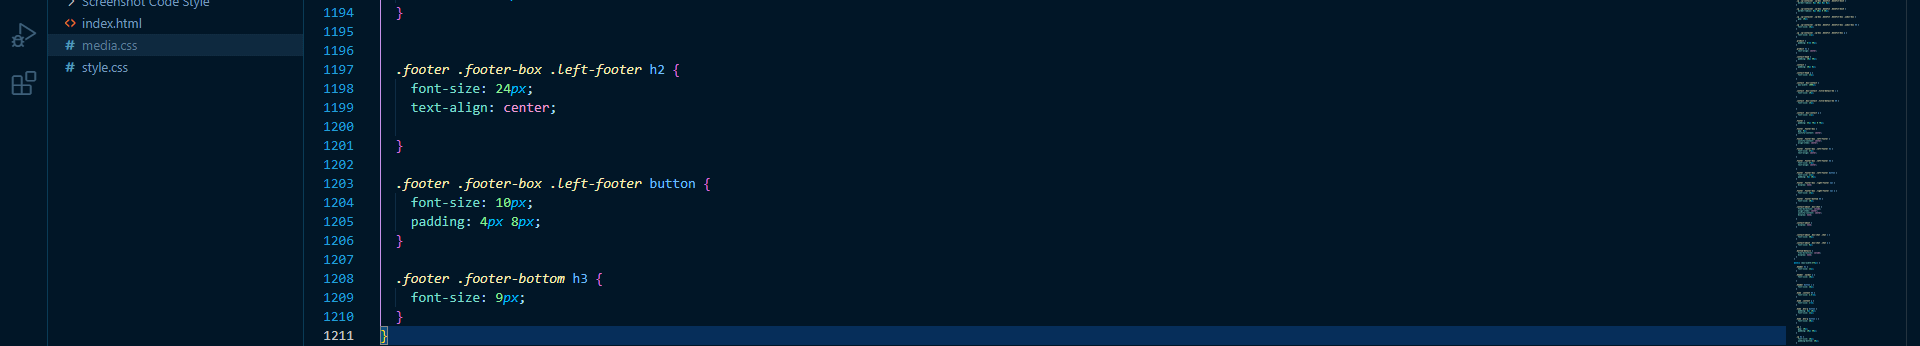 Screenshot Code Style
index.html
media.css
style.css
1194 }
1195
1196
1197 .footer .footer-box .left-footer h2 {
1198 font-size: 24px;
1199 text-align: center;
1200
1201 }
1202
1203 .footer .footer-box .left-footer button {
1204 font-size: 10px;
1205 padding: 4px 8px;
1206 }
1207
1208 .footer .footer-bottom h3 {
1209 font-size: 9px;
1210 }
1211 }